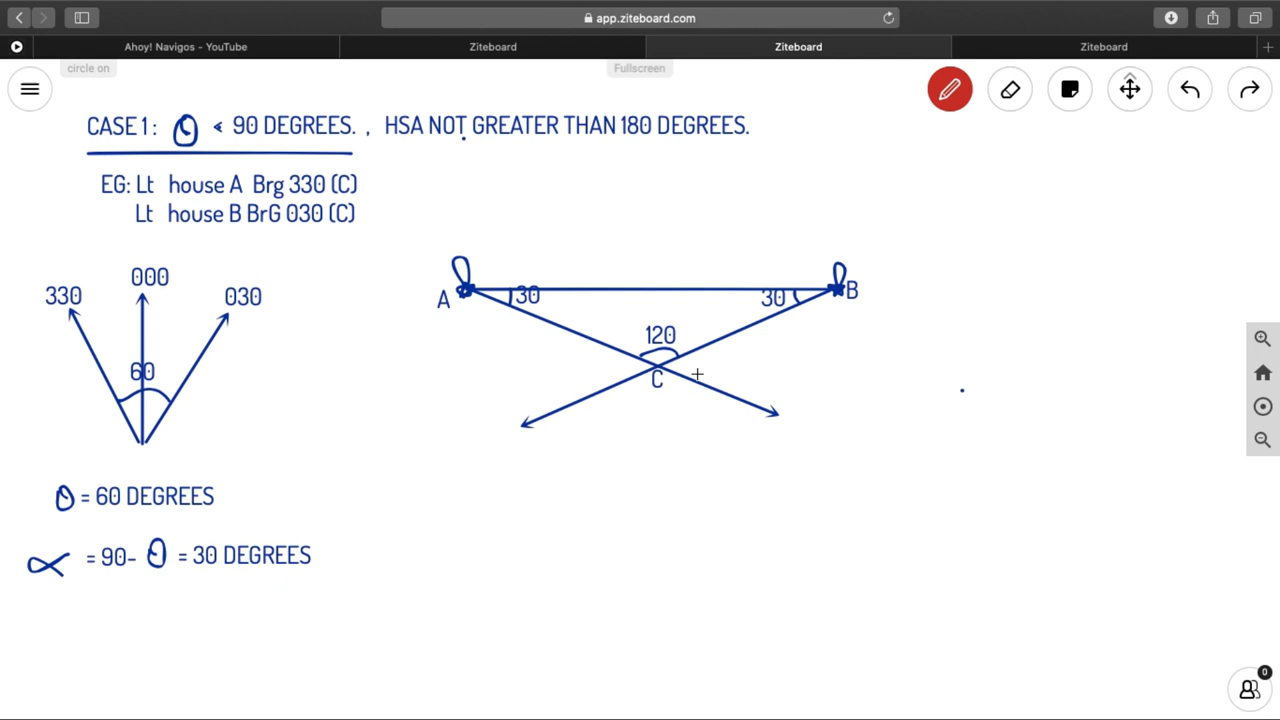 app.ziteboard.com
Ahoy! Navigos - YouTube
Ziteboard
Ziteboard
Ziteboard
circle on
Fullscreen
CASE 1 : θ < 90 DEGREES. , HSA NOT GREATER THAN 180 DEGREES.
EG: Lt house A Brg 330 (C)
Lt house B BrG 030 (C)
000
330
030
60
A
30
30
B
120
C
θ = 60 DEGREES
∝ = 90- θ = 30 DEGREES
0